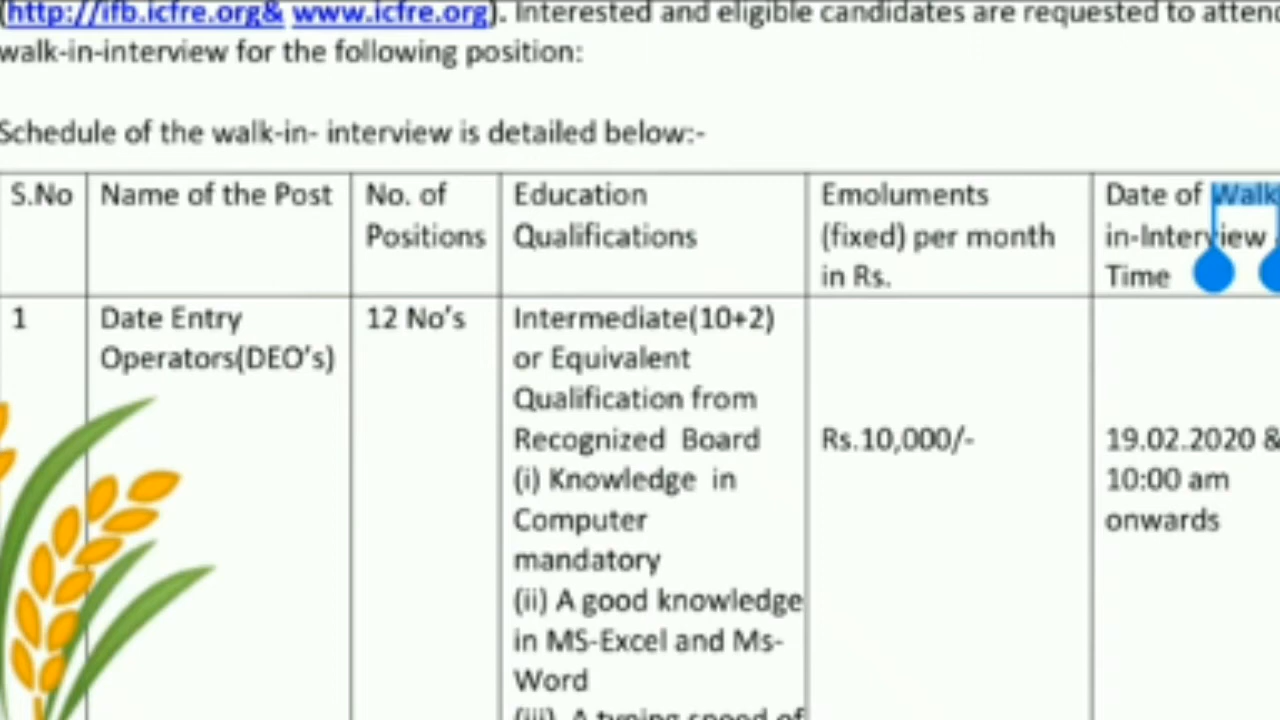 (http://ifb.icfre.org& www.icfre.org). Interested and eligible candidates are requested to attend
walk-in-interview for the following position:
Schedule of the walk-in- interview is detailed below:-
S.No
Name of the Post
No. of
Positions
Education
Qualifications
Emoluments
(fixed) per month
in Rs.
Date of Walk
in-Interview
Time
1
Date Entry
Operators(DEO's)
12 No's
Intermediate(10+2)
or Equivalent
Qualification from
Recognized Board
(i) Knowledge in
Computer
mandatory
(ii) A good knowledge
in MS-Excel and Ms-
Word
(iii) A typing speed of
Rs.10,000/-
19.02.2020 &
10:00 am
onwards